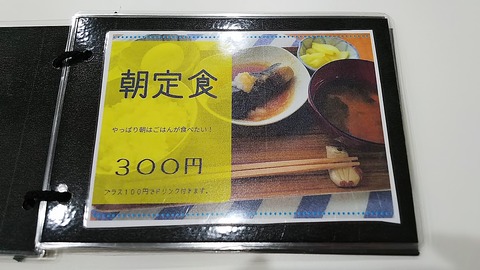 朝定食
やっぱり朝はごはんが食べたい！
３００円
プラス１００円でドリンク付きます。